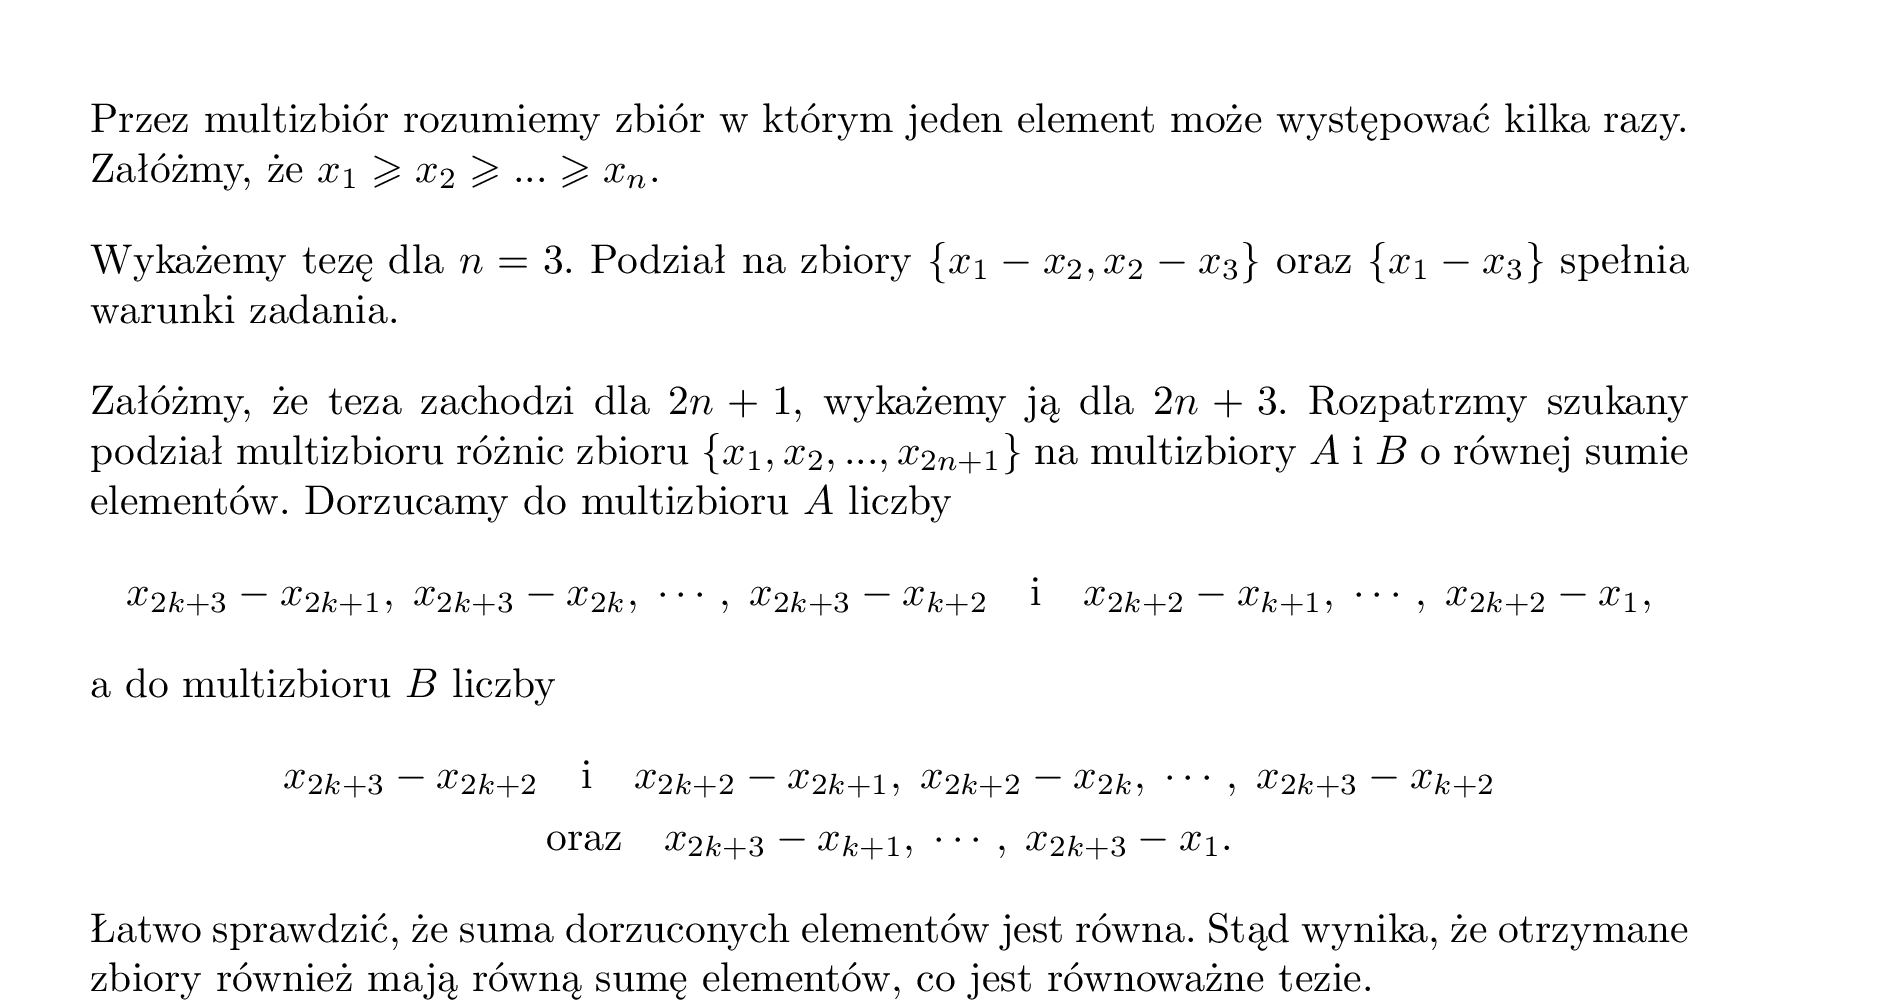 Przez multizbiór rozumiemy zbiór w którym jeden element może występować kilka razy.
Załóżmy, że $x_1 \geqslant x_2 \geqslant ... \geqslant x_n$.
Wykażemy tezę dla $n = 3$. Podział na zbiory $\{x_1 - x_2, x_2 - x_3\}$ oraz $\{x_1 - x_3\}$ spełnia
warunki zadania.
Załóżmy, że teza zachodzi dla $2n + 1$, wykażemy ją dla $2n + 3$. Rozpatrzmy szukany
podział multizbioru różnic zbioru $\{x_1, x_2, ..., x_{2n+1}\}$ na multizbiory $A$ i $B$ o równej sumie
elementów. Dorzucamy do multizbioru $A$ liczby
$x_{2k+3} - x_{2k+1},\ x_{2k+3} - x_{2k},\ \cdots,\ x_{2k+3} - x_{k+2}$ i $x_{2k+2} - x_{k+1},\ \cdots,\ x_{2k+2} - x_1,$
a do multizbioru $B$ liczby
$x_{2k+3} - x_{2k+2}$ i $x_{2k+2} - x_{2k+1},\ x_{2k+2} - x_{2k},\ \cdots,\ x_{2k+3} - x_{k+2}$
oraz $x_{2k+3} - x_{k+1},\ \cdots,\ x_{2k+3} - x_1.$
Łatwo sprawdzić, że suma dorzuconych elementów jest równa. Stąd wynika, że otrzymane
zbiory również mają równą sumę elementów, co jest równoważne tezie.